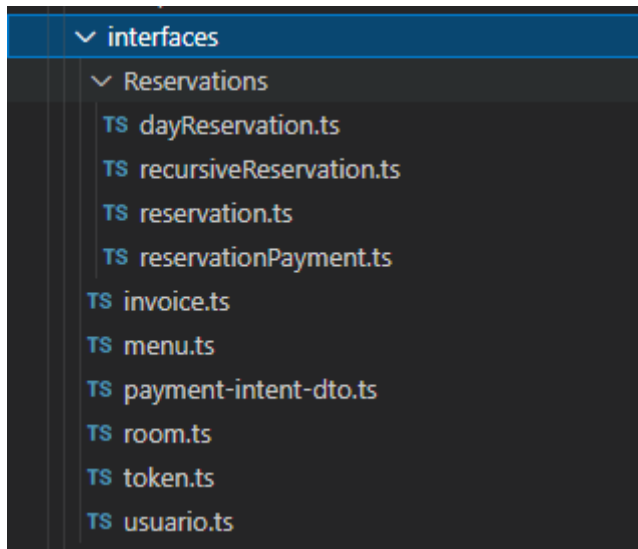 interfaces
Reservations
TS dayReservation.ts
TS recursiveReservation.ts
TS reservation.ts
TS reservationPayment.ts
TS invoice.ts
TS menu.ts
TS payment-intent-dto.ts
TS room.ts
TS token.ts
TS usuario.ts